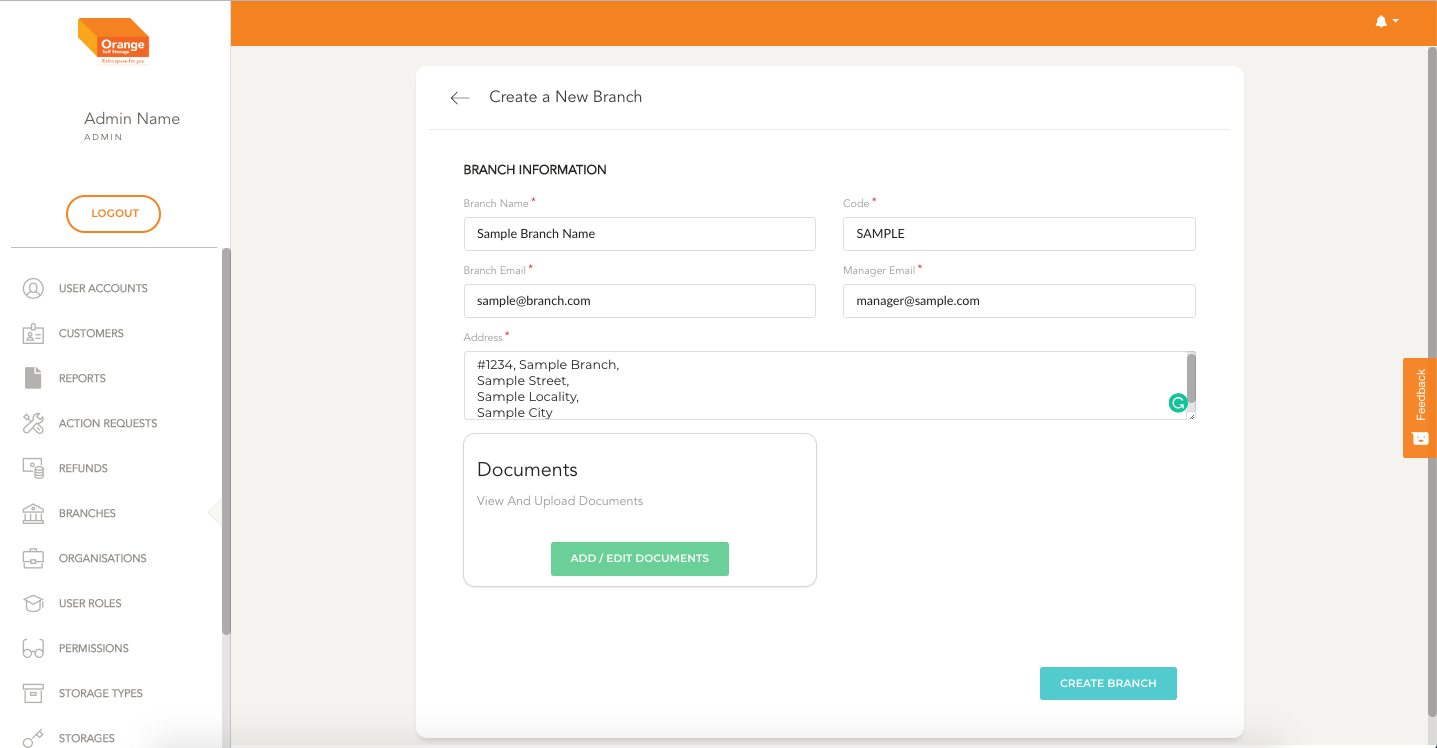 Orange
Self Storage
Extra space for you
Admin Name
ADMIN
LOGOUT
USER ACCOUNTS
CUSTOMERS
REPORTS
ACTION REQUESTS
REFUNDS
BRANCHES
ORGANISATIONS
USER ROLES
PERMISSIONS
STORAGE TYPES
STORAGES
Create a New Branch
BRANCH INFORMATION
Branch Name *
Code *
Sample Branch Name
SAMPLE
Branch Email *
Manager Email *
sample@branch.com
manager@sample.com
Address *
#1234, Sample Branch,
Sample Street,
Sample Locality,
Sample City
Documents
View And Upload Documents
ADD / EDIT DOCUMENTS
CREATE BRANCH
Feedback